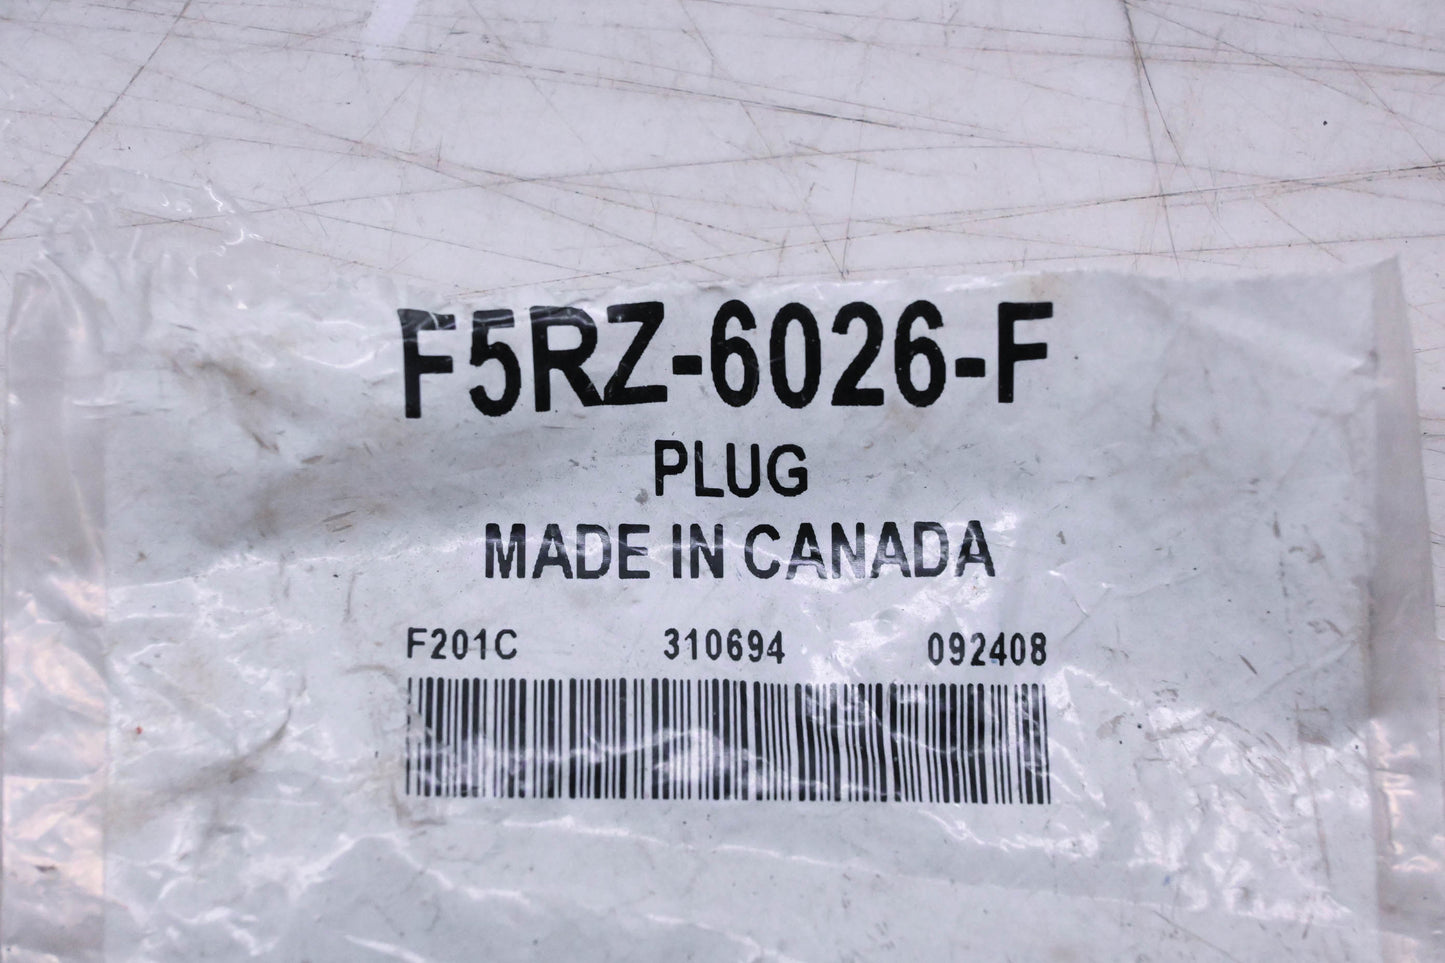 F5RZ-6026-F
PLUG
MADE IN CANADA
F201C 310694 092408